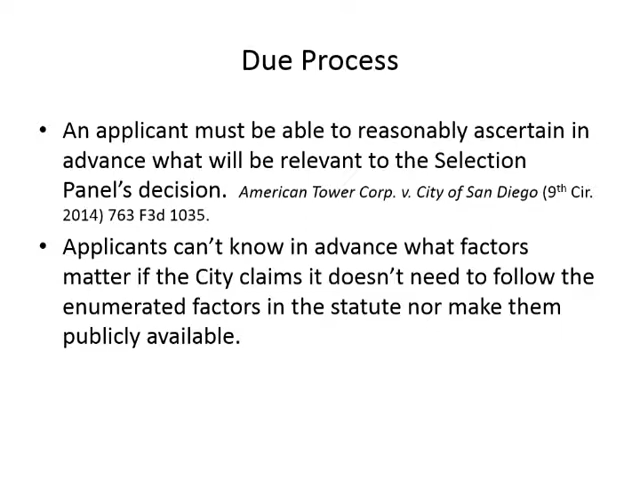 Due Process
• An applicant must be able to reasonably ascertain in
advance what will be relevant to the Selection
Panel's decision. American Tower Corp. v. City of San Diego (9th Cir.
2014) 763 F3d 1035.
• Applicants can't know in advance what factors
matter if the City claims it doesn't need to follow the
enumerated factors in the statute nor make them
publicly available.